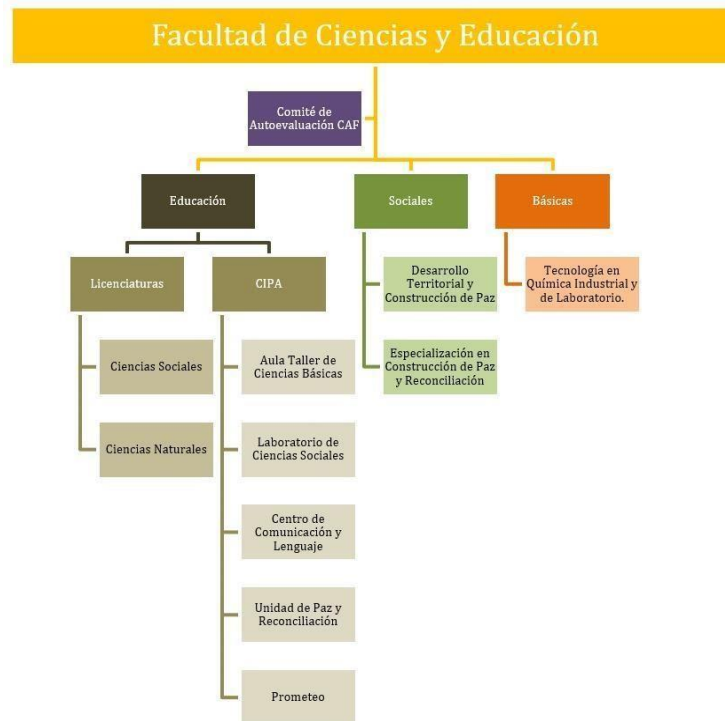 Facultad de Ciencias y Educación
Comité de
Autoevaluación CAF
Educación
Sociales
Básicas
Licenciaturas
CIPA
Desarrollo
Territorial y
Construcción de Paz
Tecnología en
Química Industrial y
de Laboratorio.
Ciencias Sociales
Aula Taller de
Ciencias Básicas
Especialización en
Construcción de Paz
y Reconciliación
Ciencias Naturales
Laboratorio de
Ciencias Sociales
Centro de
Comunicación y
Lenguaje
Unidad de Paz y
Reconciliación
Prometeo